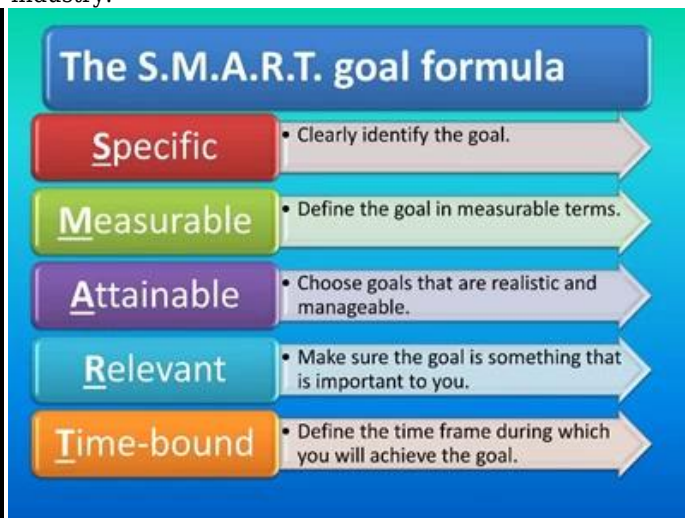 industry.
The S.M.A.R.T. goal formula
Specific
• Clearly identify the goal.
Measurable
• Define the goal in measurable terms.
Attainable
• Choose goals that are realistic and
manageable.
Relevant
• Make sure the goal is something that
is important to you.
Time-bound
• Define the time frame during which
you will achieve the goal.